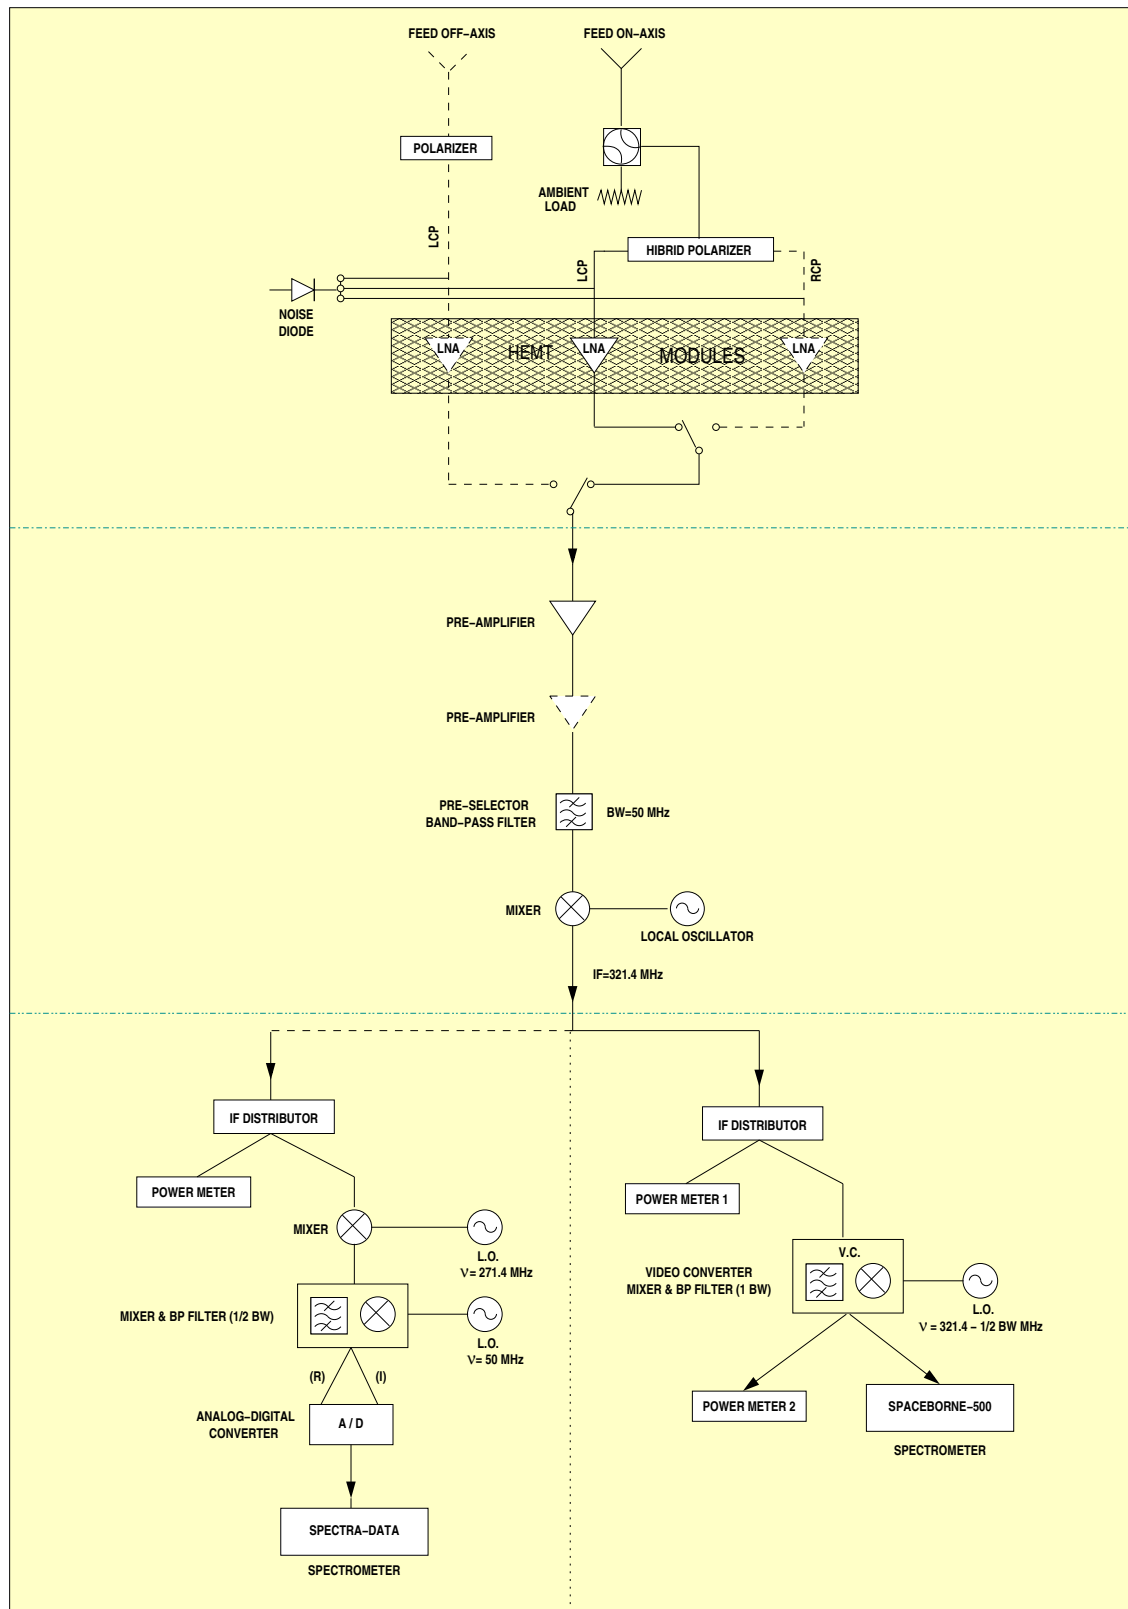 FEED OFF-AXIS
FEED ON-AXIS
POLARIZER
AMBIENT
LOAD
LCP
HIBRID POLARIZER
LCP
RCP
NOISE
DIODE
LNA
HEMT
LNA
MODULES
LNA
PRE-AMPLIFIER
PRE-AMPLIFIER
PRE-SELECTOR
BAND-PASS FILTER
BW=50 MHz
MIXER
LOCAL OSCILLATOR
IF=321.4 MHz
IF DISTRIBUTOR
POWER METER
MIXER
L.O.
ν= 271.4 MHz
MIXER & BP FILTER (1/2 BW)
L.O.
ν= 50 MHz
(R)
(I)
ANALOG-DIGITAL
CONVERTER
A / D
SPECTRA-DATA
SPECTROMETER
IF DISTRIBUTOR
POWER METER 1
V.C.
VIDEO CONVERTER
MIXER & BP FILTER (1 BW)
L.O.
ν = 321.4 - 1/2 BW MHz
POWER METER 2
SPACEBORNE-500
SPECTROMETER